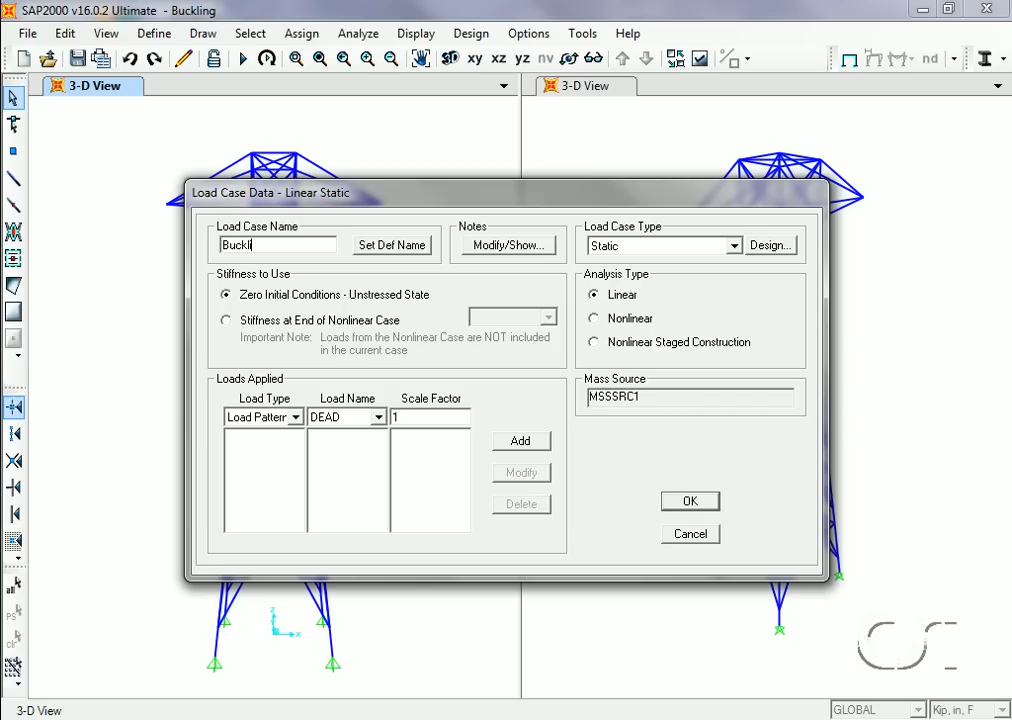 SAP2000 v16.0.2 Ultimate - Buckling
File Edit View Define Draw Select Assign Analyze Display Design Options Tools Help
3D xy xz yz nv nd
3-D View
3-D View
Load Case Data - Linear Static
Load Case Name
Buckli
Set Def Name
Notes
Modify/Show...
Load Case Type
Static
Design...
Stiffness to Use
Zero Initial Conditions - Unstressed State
Stiffness at End of Nonlinear Case
Important Note: Loads from the Nonlinear Case are NOT included
in the current case
Analysis Type
Linear
Nonlinear
Nonlinear Staged Construction
Loads Applied
Load Type Load Name Scale Factor
Load Pattern DEAD 1
Add
Modify
Delete
Mass Source
MSSSRC1
OK
Cancel
PS
clr
Z
Y
X
CSI
3-D View
GLOBAL
Kip, in, F